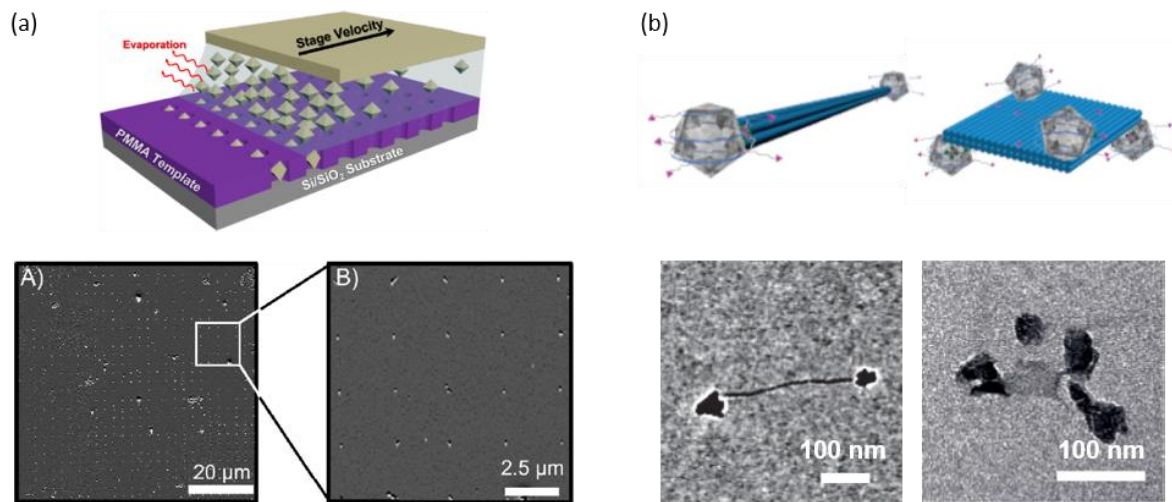 (a)
Stage Velocity
Evaporation
PMMA Template
Si/SiO₂ Substrate
A)
20 µm
B)
2.5 µm
(b)
100 nm
100 nm